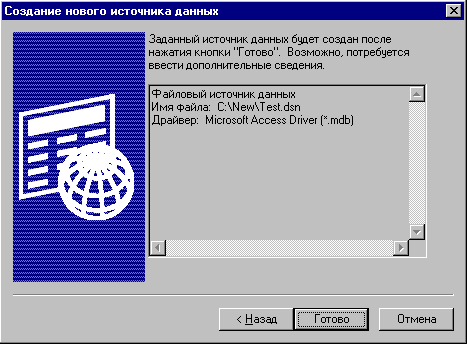 Создание нового источника данных
Заданный источник данных будет создан после
нажатия кнопки "Готово".  Возможно, потребуется
ввести дополнительные сведения.
Файловый источник данных
Имя файла:  C:\New\Test.dsn
Драйвер:  Microsoft Access Driver (*.mdb)
< Назад
Готово
Отмена